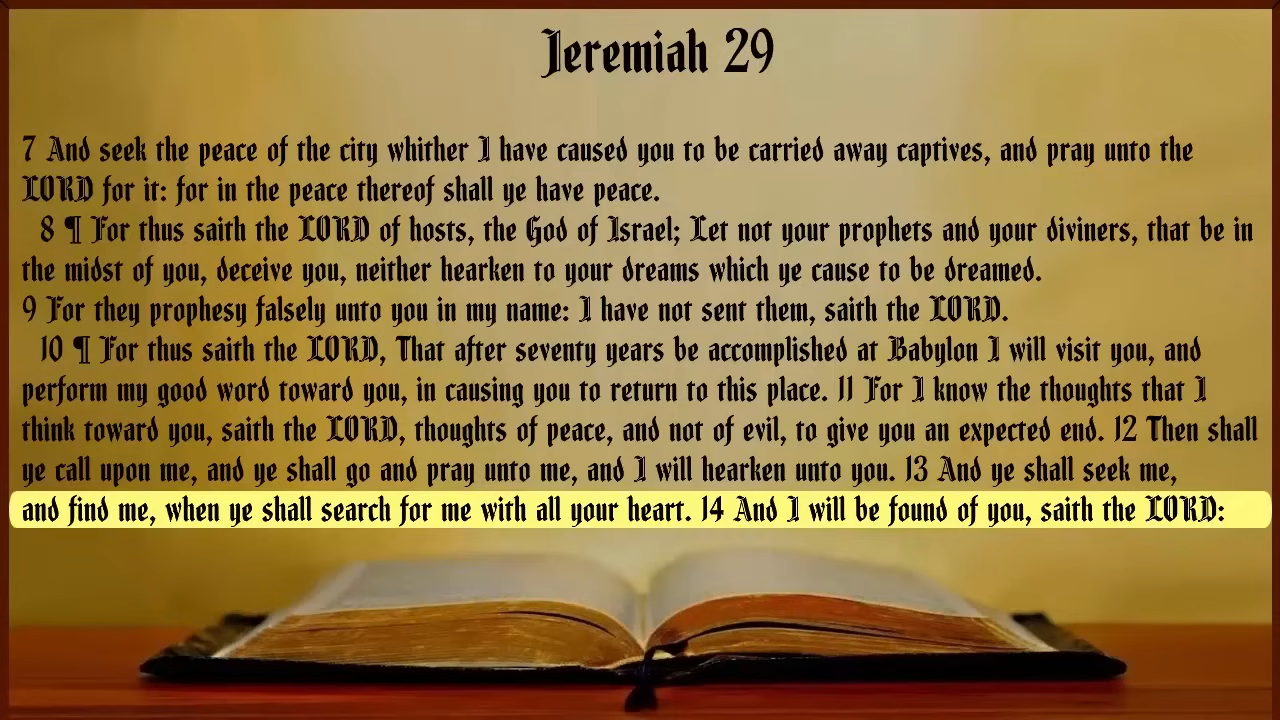 Jeremiah 29
7 And seek the peace of the city whither I have caused you to be carried away captives, and pray unto the
LORD for it: for in the peace thereof shall ye have peace.
8 ¶ For thus saith the LORD of hosts, the God of Israel; Let not your prophets and your diviners, that be in
the midst of you, deceive you, neither hearken to your dreams which ye cause to be dreamed.
9 For they prophesy falsely unto you in my name: I have not sent them, saith the LORD.
10 ¶ For thus saith the LORD, That after seventy years be accomplished at Babylon I will visit you, and
perform my good word toward you, in causing you to return to this place. 11 For I know the thoughts that I
think toward you, saith the LORD, thoughts of peace, and not of evil, to give you an expected end. 12 Then shall
ye call upon me, and ye shall go and pray unto me, and I will hearken unto you. 13 And ye shall seek me,
and find me, when ye shall search for me with all your heart. 14 And I will be found of you, saith the LORD: